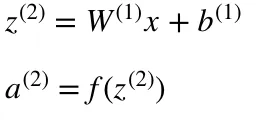 z⁽²⁾ = W⁽¹⁾x + b⁽¹⁾
a⁽²⁾ = f(z⁽²⁾)